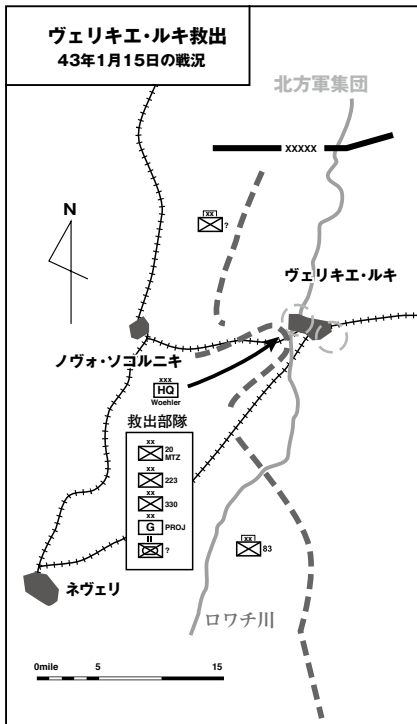 ヴェリキエ・ルキ救出
43年1月15日の戦況
北方軍集団
xxxxx
N
xx
?
ヴェリキエ・ルキ
ノヴォ・ソコルニキ
xxx
HQ
Woehler
救出部隊
xx
20
MTZ
xx
223
xx
330
xx
G PROJ
II
?
xx
83
ネヴェリ
ロワチ川
0mile 5 15